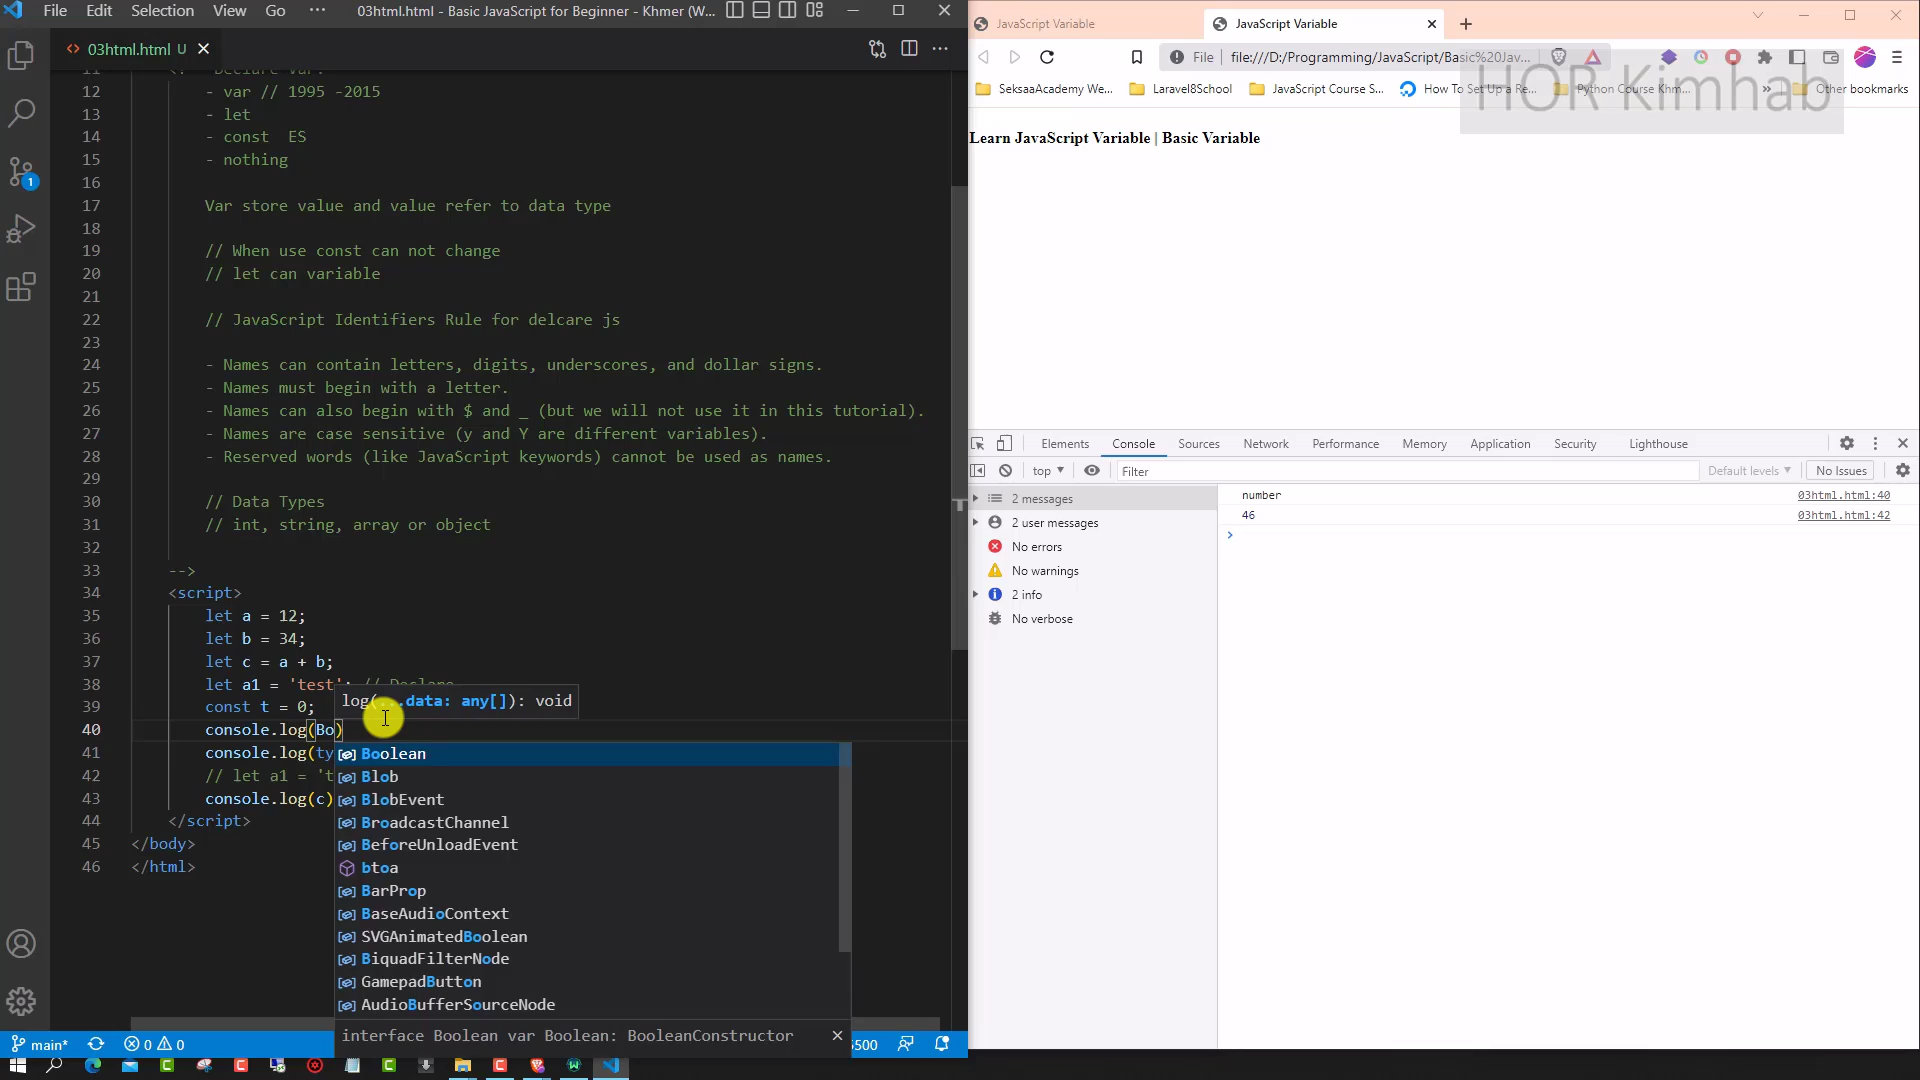 File Edit Selection View Go ··· 03html.html - Basic JavaScript for Beginner - Khmer (W...
03html.html U
12 - var // 1995 -2015
13 - let
14 - const  ES
15 - nothing
16
17 Var store value and value refer to data type
18
19 // When use const can not change
20 // let can variable
21
22 // JavaScript Identifiers Rule for delcare js
23
24 - Names can contain letters, digits, underscores, and dollar signs.
25 - Names must begin with a letter.
26 - Names can also begin with $ and _ (but we will not use it in this tutorial).
27 - Names are case sensitive (y and Y are different variables).
28 - Reserved words (like JavaScript keywords) cannot be used as names.
29
30 // Data Types
31 // int, string, array or object
32
33 -->
34 <script>
35 let a = 12;
36 let b = 34;
37 let c = a + b;
38 let a1 = 'test'; // Declare
39 const t = 0;
40 console.log(Bo)
41 console.log(ty
42 // let a1 = 't
43 console.log(c)
44 </script>
45 </body>
46 </html>
log(...data: any[]): void
Boolean
Blob
BlobEvent
BroadcastChannel
BeforeUnloadEvent
btoa
BarProp
BaseAudioContext
SVGAnimatedBoolean
BiquadFilterNode
GamepadButton
AudioBufferSourceNode
interface Boolean var Boolean: BooleanConstructor
1
main* 0 0 5500
JavaScript Variable
JavaScript Variable
File file:///D:/Programming/JavaScript/Basic%20Jav...
SeksaaAcademy We... Laravel8School JavaScript Course S... How To Set Up a Re... Python Course Khm... » Other bookmarks
HOR Kimhab
Learn JavaScript Variable | Basic Variable
Elements Console Sources Network Performance Memory Application Security Lighthouse
top Filter Default levels No Issues
2 messages
2 user messages
No errors
No warnings
2 info
No verbose
number 03html.html:40
46 03html.html:42